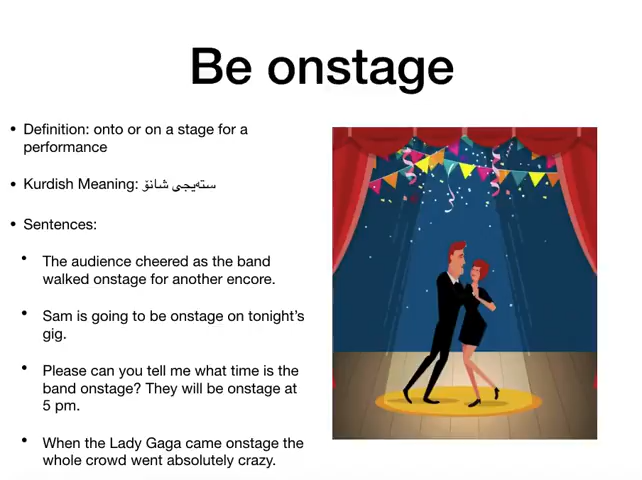 Be onstage
• Definition: onto or on a stage for a
performance
• Kurdish Meaning: ستەیجی شانۆ
• Sentences:
• The audience cheered as the band
walked onstage for another encore.
• Sam is going to be onstage on tonight’s
gig.
• Please can you tell me what time is the
band onstage? They will be onstage at
5 pm.
• When the Lady Gaga came onstage the
whole crowd went absolutely crazy.